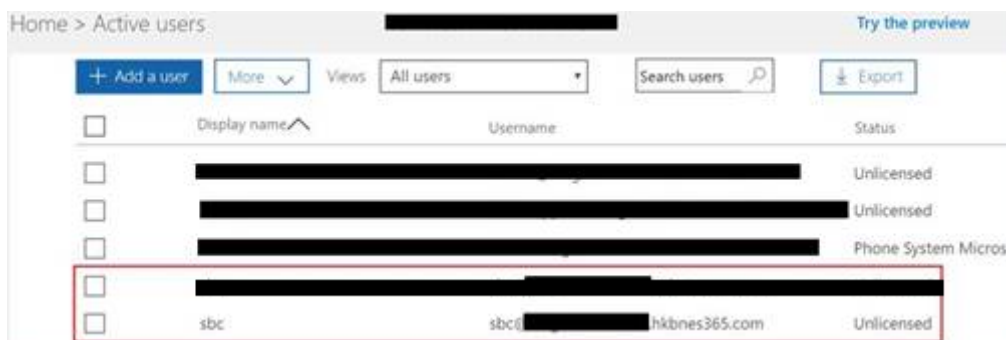 Home > Active users Try the preview
+ Add a user More Views All users Search users Export
Display name Username Status
Unlicensed
Unlicensed
Phone System Micros
sbc sbc@ .hkbnes365.com Unlicensed